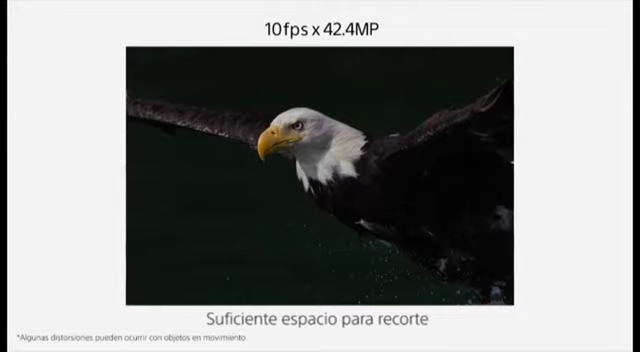 10fps x 42.4MP
Suficiente espacio para recorte
*Algunas distorsiones pueden ocurrir con objetos en movimiento